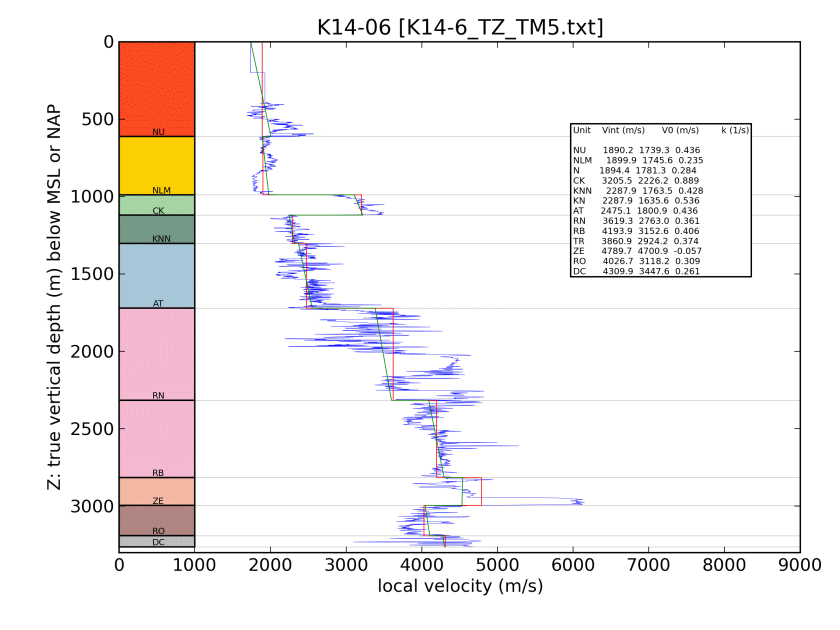 K14-06 [K14-6_TZ_TM5.txt]
Z: true vertical depth (m) below MSL or NAP
0
500
1000
1500
2000
2500
3000
NU
NLM
CK
KNN
AT
RN
RB
ZE
RO
DC
Unit Vint (m/s) V0 (m/s) k (1/s)
NU 1890.2 1739.3 0.436
NLM 1899.9 1745.6 0.235
N 1894.4 1781.3 0.284
CK 3205.5 2226.2 0.889
KNN 2287.9 1763.5 0.428
KN 2287.9 1635.6 0.536
AT 2475.1 1800.9 0.436
RN 3619.3 2763.0 0.361
RB 4193.9 3152.6 0.406
TR 3860.9 2924.2 0.374
ZE 4789.7 4700.9 -0.057
RO 4026.7 3118.2 0.309
DC 4309.9 3447.6 0.261
0 1000 2000 3000 4000 5000 6000 7000 8000 9000
local velocity (m/s)